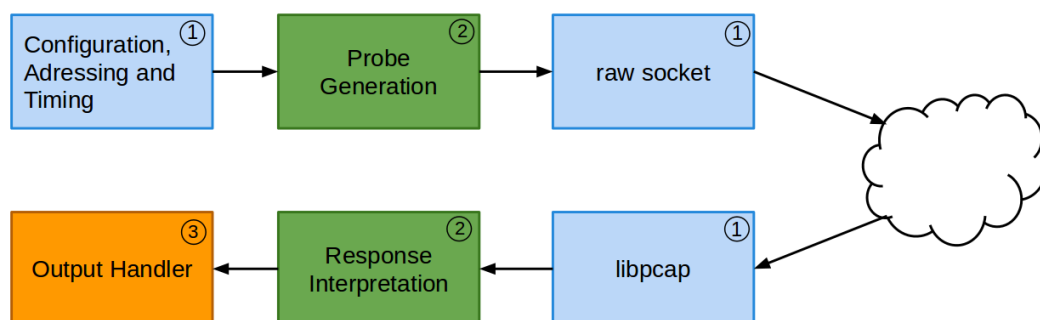 Configuration,
Adressing and
Timing
①
Probe
Generation
②
raw socket
①
Output Handler
③
Response
Interpretation
②
libpcap
①